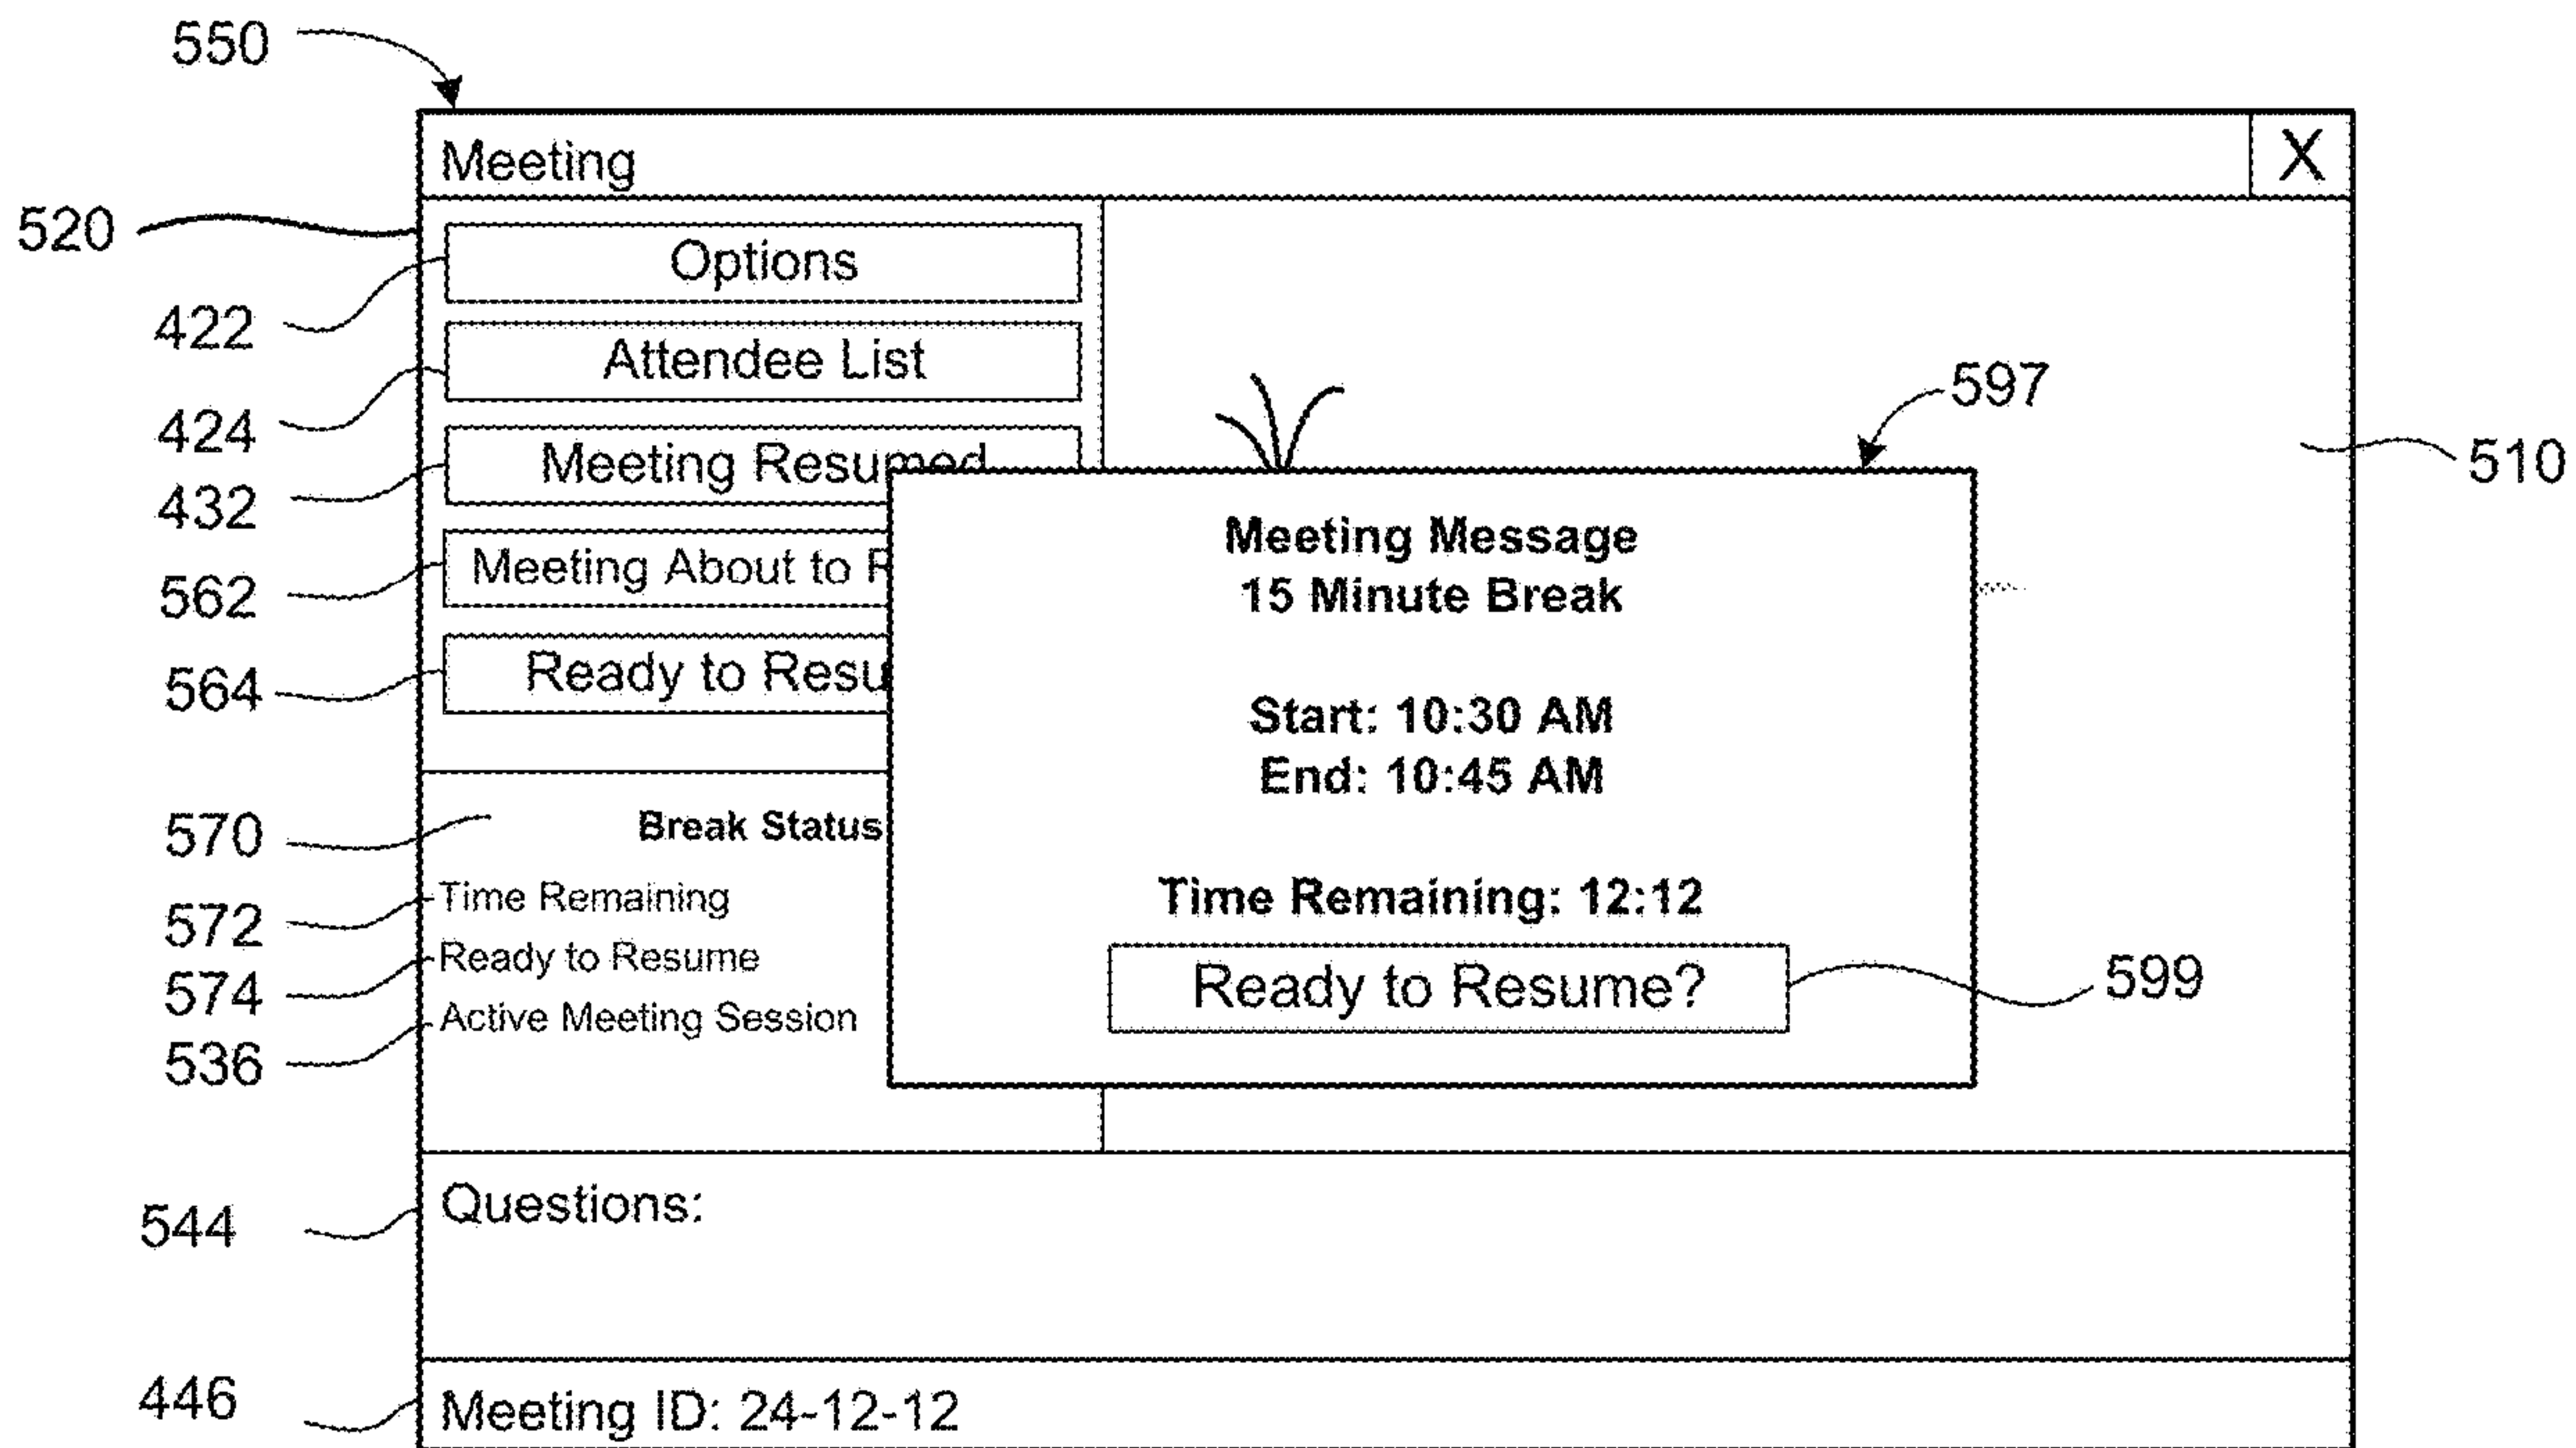 550
Meeting X
520
Options
422
Attendee List
424
597
Meeting Resumed
510
432
Meeting Message
Meeting About to
562
15 Minute Break
Ready to Resu
564
Start: 10:30 AM
End: 10:45 AM
570
Break Status
Time Remaining
572
Time Remaining: 12:12
Ready to Resume
574
Ready to Resume?
599
Active Meeting Session
536
Questions:
544
446
Meeting ID: 24-12-12